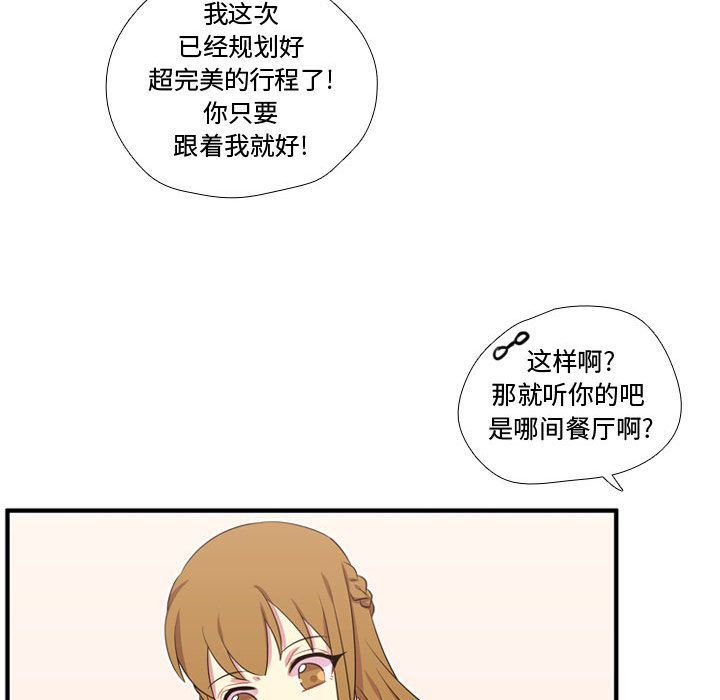 我这次
已经规划好
超完美的行程了!
你只要
跟着我就好!
这样啊?
那就听你的吧
是哪间餐厅啊?